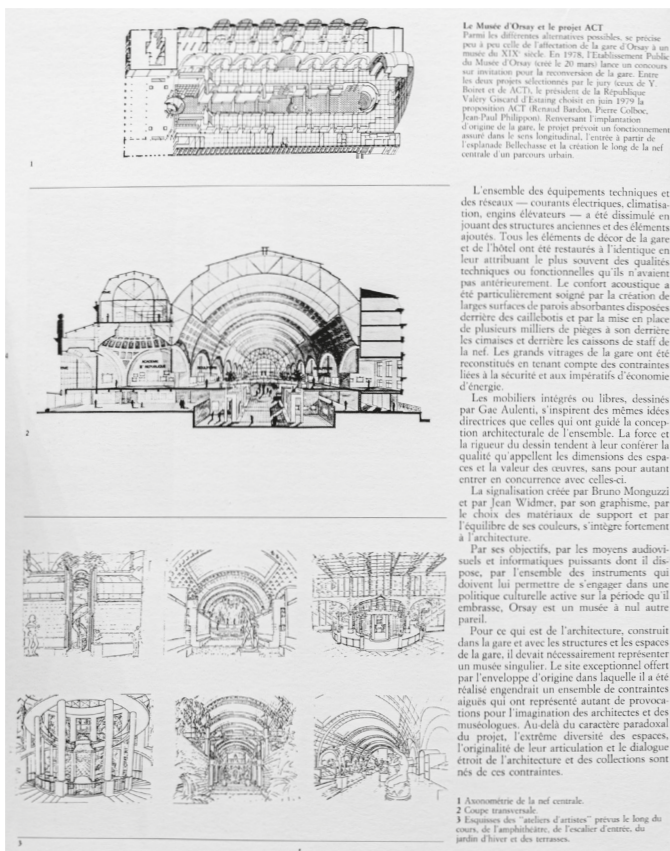 Le Musée d'Orsay et le projet ACT
Parmi les différentes alternatives possibles, se précise
peu à peu celle de l'affectation de la gare d'Orsay à un
musée du XIXᵉ siècle. En 1978, l'Etablissement Public
du Musée d'Orsay (créé le 20 mars) lance un concours
sur invitation pour la reconversion de la gare. Entre
les deux projets sélectionnés par le jury (ceux de Y.
Boiret et de ACT), le président de la République
Valéry Giscard d'Estaing choisit en juin 1979 la
proposition ACT (Renaud Bardon, Pierre Colboc,
Jean-Paul Philippon). Renversant l'implantation
d'origine de la gare, le projet prévoit un fonctionnement
assuré dans le sens longitudinal, l'entrée à partir de
l'esplanade Bellechasse et la création le long de la nef
centrale d'un parcours urbain.
1
L'ensemble des équipements techniques et
des réseaux — courants électriques, climatisa-
tion, engins élévateurs — a été dissimulé en
jouant des structures anciennes et des éléments
ajoutés. Tous les éléments de décor de la gare
et de l'hôtel ont été restaurés à l'identique en
leur attribuant le plus souvent des qualités
techniques ou fonctionnelles qu'ils n'avaient
pas antérieurement. Le confort acoustique a
été particulièrement soigné par la création de
larges surfaces de parois absorbantes disposées
derrière des caillebotis et par la mise en place
de plusieurs milliers de pièges à son derrière
les cimaises et derrière les caissons de staff de
la nef. Les grands vitrages de la gare ont été
reconstitués en tenant compte des contraintes
liées à la sécurité et aux impératifs d'économie
d'énergie.
Les mobiliers intégrés ou libres, dessinés
par Gae Aulenti, s'inspirent des mêmes idées
directrices que celles qui ont guidé la concep-
tion architecturale de l'ensemble. La force et
la rigueur du dessin tendent à leur conférer la
qualité qu'appellent les dimensions des espa-
ces et la valeur des œuvres, sans pour autant
entrer en concurrence avec celles-ci.
La signalisation créée par Bruno Monguzzi
et par Jean Widmer, par son graphisme, par
le choix des matériaux de support et par
l'équilibre de ses couleurs, s'intègre fortement
à l'architecture.
Par ses objectifs, par les moyens audiovi-
suels et informatiques puissants dont il dis-
pose, par l'ensemble des instruments qui
doivent lui permettre de s'engager dans une
politique culturelle active sur la période qu'il
embrasse, Orsay est un musée à nul autre
pareil.
Pour ce qui est de l'architecture, construit
dans la gare et avec les structures et les espaces
de la gare, il devait nécessairement représenter
un musée singulier. Le site exceptionnel offert
par l'enveloppe d'origine dans laquelle il a été
réalisé engendrait un ensemble de contraintes
aiguës qui ont représenté autant de provoca-
tions pour l'imagination des architectes et des
muséologues. Au-delà du caractère paradoxal
du projet, l'extrême diversité des espaces,
l'originalité de leur articulation et le dialogue
étroit de l'architecture et des collections sont
nés de ces contraintes.
2
1 Axonométrie de la nef centrale.
2 Coupe transversale.
3 Esquisses des "ateliers d'artistes" prévus le long du
cours, de l'amphithéâtre, de l'escalier d'entrée, du
jardin d'hiver et des terrasses.
3